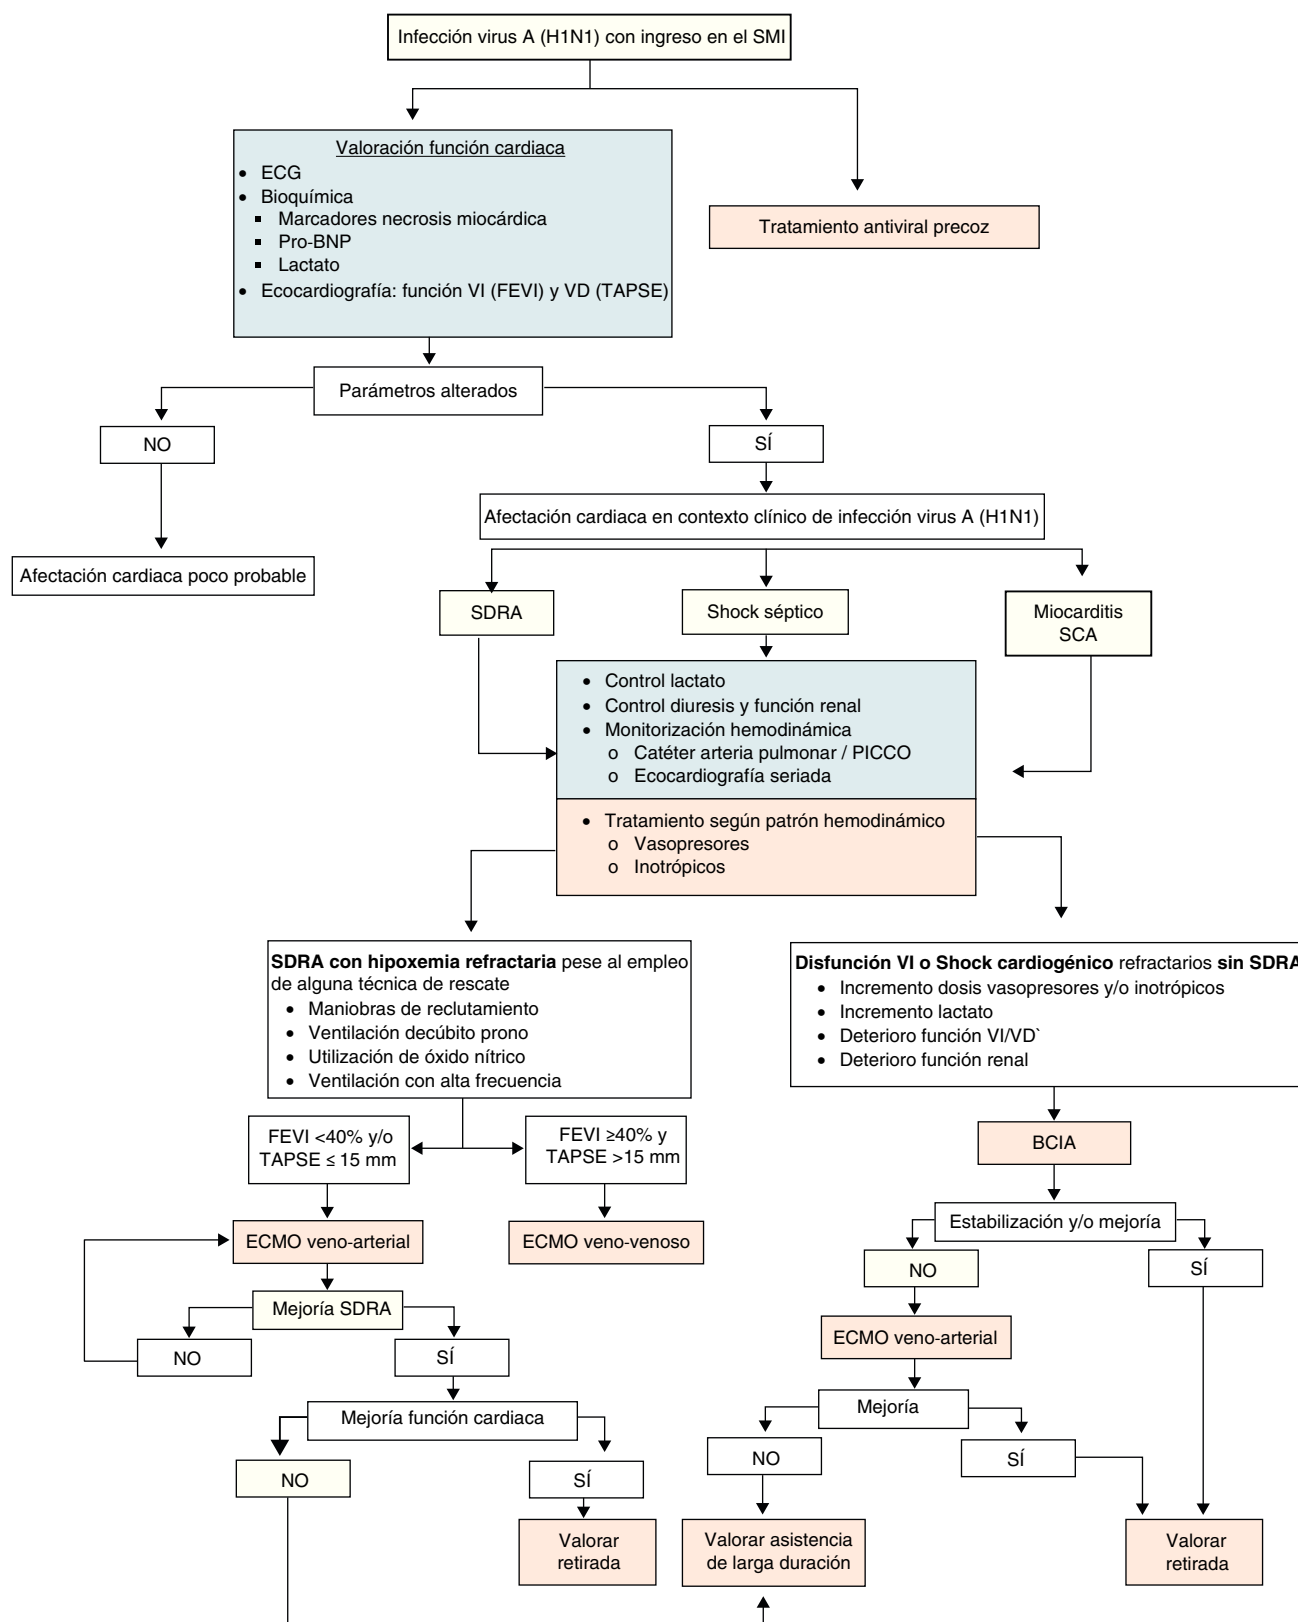 Infección virus A (H1N1) con ingreso en el SMI
Valoración función cardiaca
• ECG
• Bioquímica
▪ Marcadores necrosis miocárdica
▪ Pro-BNP
▪ Lactato
• Ecocardiografía: función VI (FEVI) y VD (TAPSE)
Tratamiento antiviral precoz
Parámetros alterados
NO
SÍ
Afectación cardiaca poco probable
Afectación cardiaca en contexto clínico de infección virus A (H1N1)
SDRA
Shock séptico
Miocarditis
SCA
• Control lactato
• Control diuresis y función renal
• Monitorización hemodinámica
o Catéter arteria pulmonar / PICCO
o Ecocardiografía seriada
• Tratamiento según patrón hemodinámico
o Vasopresores
o Inotrópicos
SDRA con hipoxemia refractaria pese al empleo
de alguna técnica de rescate
• Maniobras de reclutamiento
• Ventilación decúbito prono
• Utilización de óxido nítrico
• Ventilación con alta frecuencia
Disfunción VI o Shock cardiogénico refractarios sin SDRA
• Incremento dosis vasopresores y/o inotrópicos
• Incremento lactato
• Deterioro función VI/VD`
• Deterioro función renal
FEVI <40% y/o
TAPSE ≤ 15 mm
FEVI ≥40% y
TAPSE >15 mm
BCIA
ECMO veno-arterial
ECMO veno-venoso
Estabilización y/o mejoría
NO
SÍ
Mejoría SDRA
NO
SÍ
ECMO veno-arterial
Mejoría función cardiaca
Mejoría
NO
SÍ
NO
SÍ
Valorar
retirada
Valorar asistencia
de larga duración
Valorar
retirada